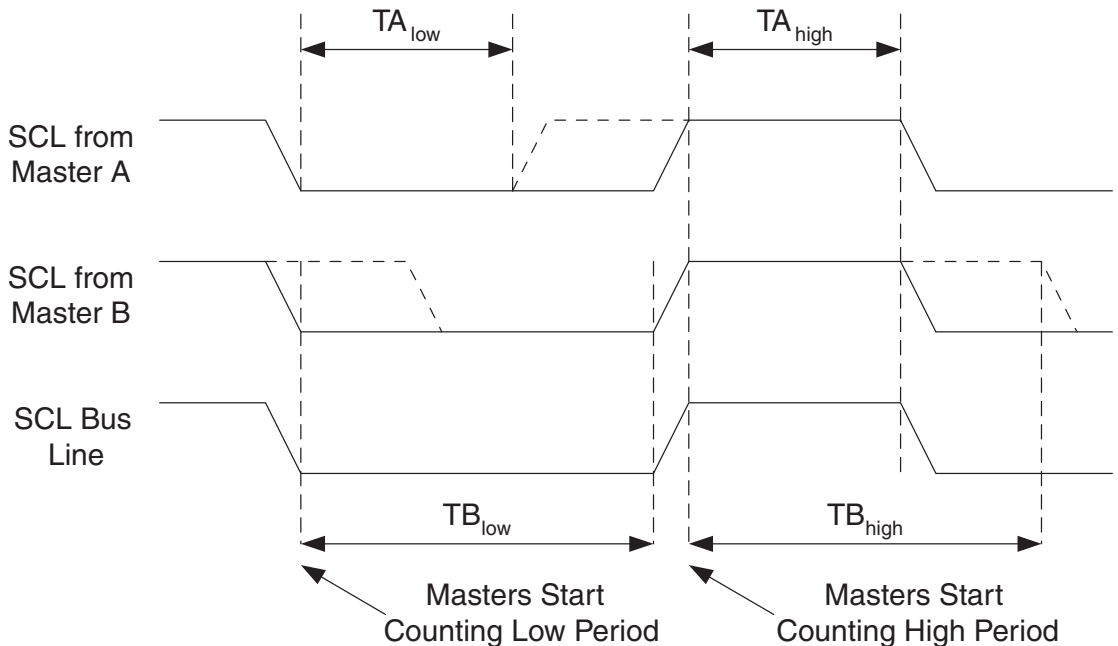 TA low
TA high
SCL from
Master A
SCL from
Master B
SCL Bus
Line
TB low
TB high
Masters Start
Counting Low Period
Masters Start
Counting High Period